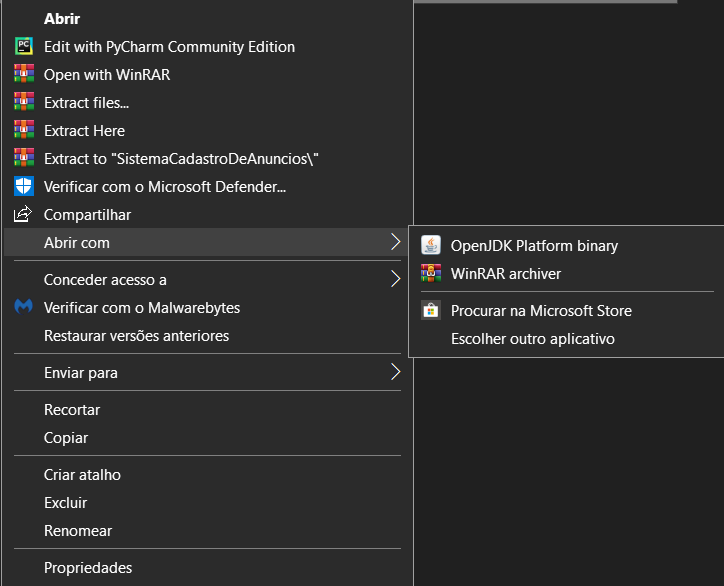 Abrir
Edit with PyCharm Community Edition
Open with WinRAR
Extract files...
Extract Here
Extract to "SistemaCadastroDeAnuncios\"
Verificar com o Microsoft Defender...
Compartilhar
Abrir com
Conceder acesso a
Verificar com o Malwarebytes
Restaurar versões anteriores
Enviar para
Recortar
Copiar
Criar atalho
Excluir
Renomear
Propriedades
OpenJDK Platform binary
WinRAR archiver
Procurar na Microsoft Store
Escolher outro aplicativo